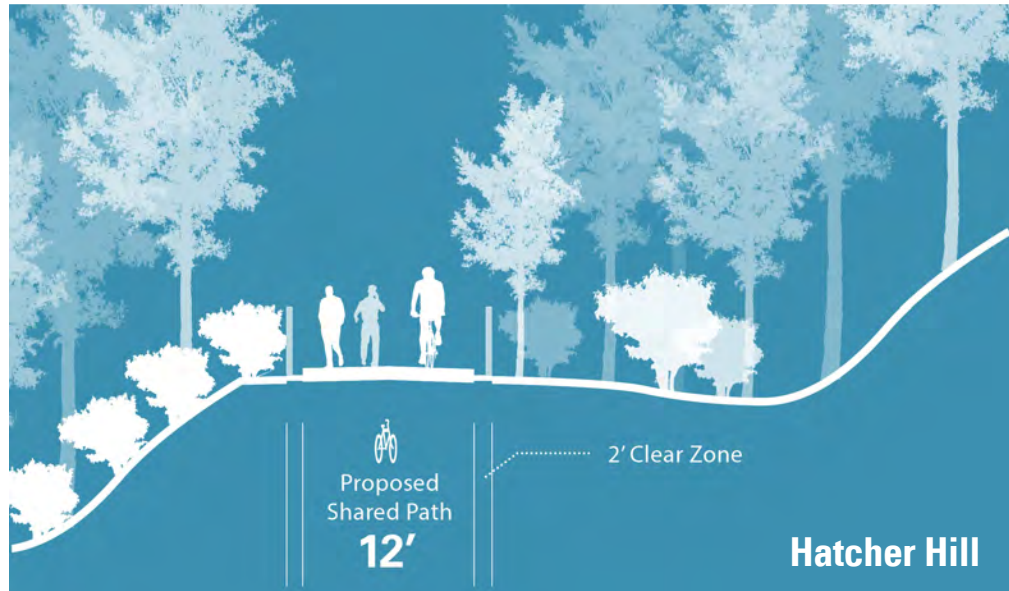 Proposed
Shared Path
12′
2′ Clear Zone
Hatcher Hill